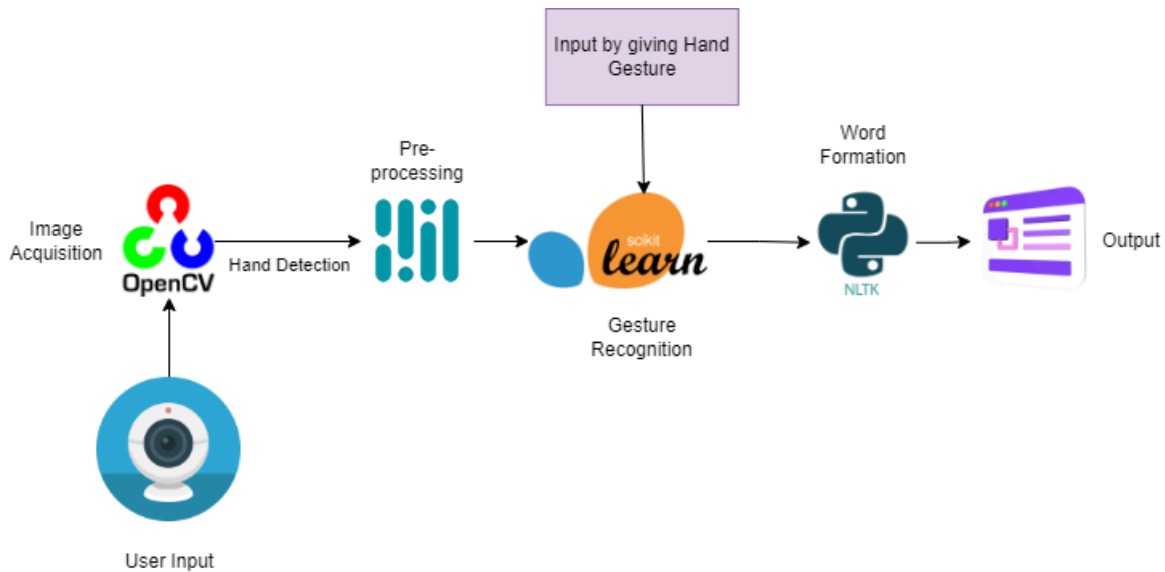 Input by giving Hand
Gesture
Word
Formation
Pre-
processing
Image
Acquisition
OpenCV
Hand Detection
scikit
learn
NLTK
Output
Gesture
Recognition
User Input